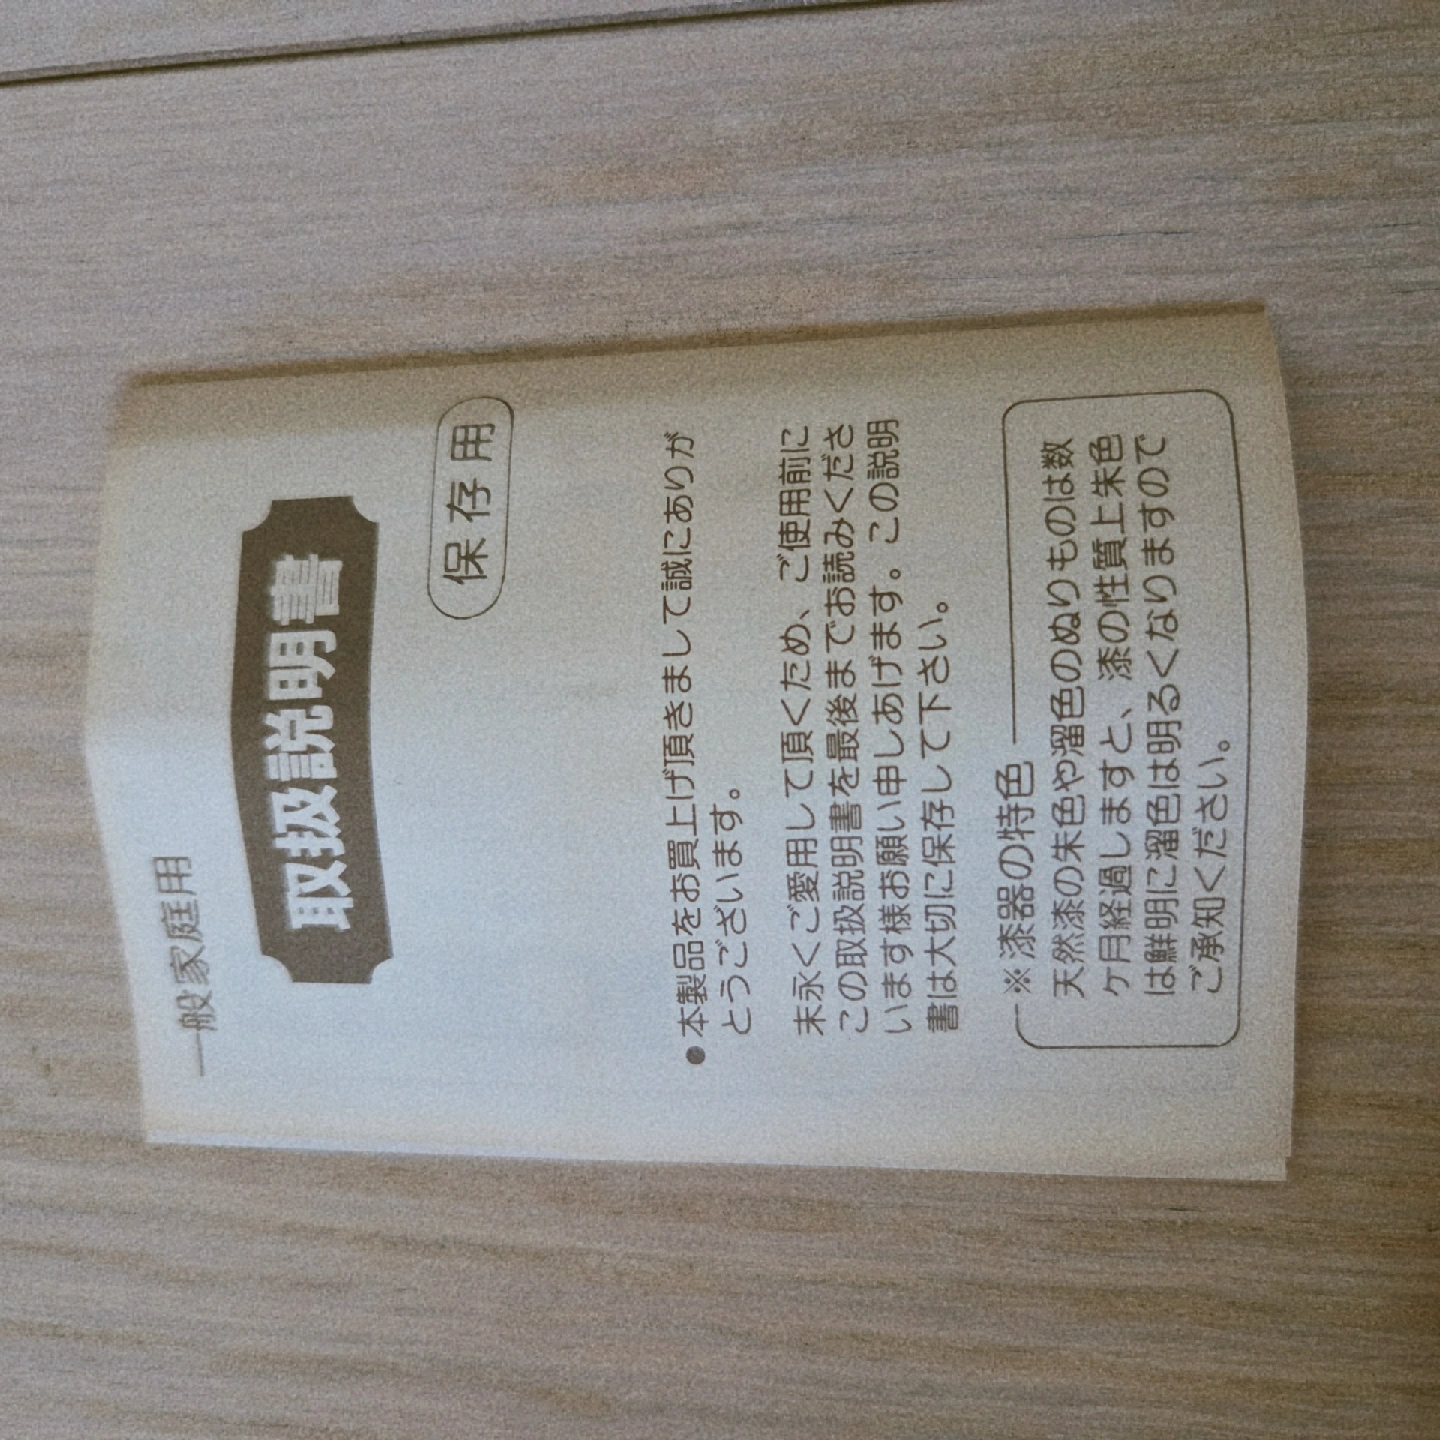 一般家庭用
取扱説明書
保存用
●本製品をお買上げ頂きまして誠にありが
とうございます。
末永くご愛用して頂くため、ご使用前に
この取扱説明書を最後までお読みくださ
います様お願い申しあげます。この説明
書は大切に保存して下さい。
※漆器の特色
天然漆の朱色や溜色のぬりものは数
ケ月経過しますと、漆の性質上朱色
は鮮明に溜色は明るくなりますので
ご承知ください。